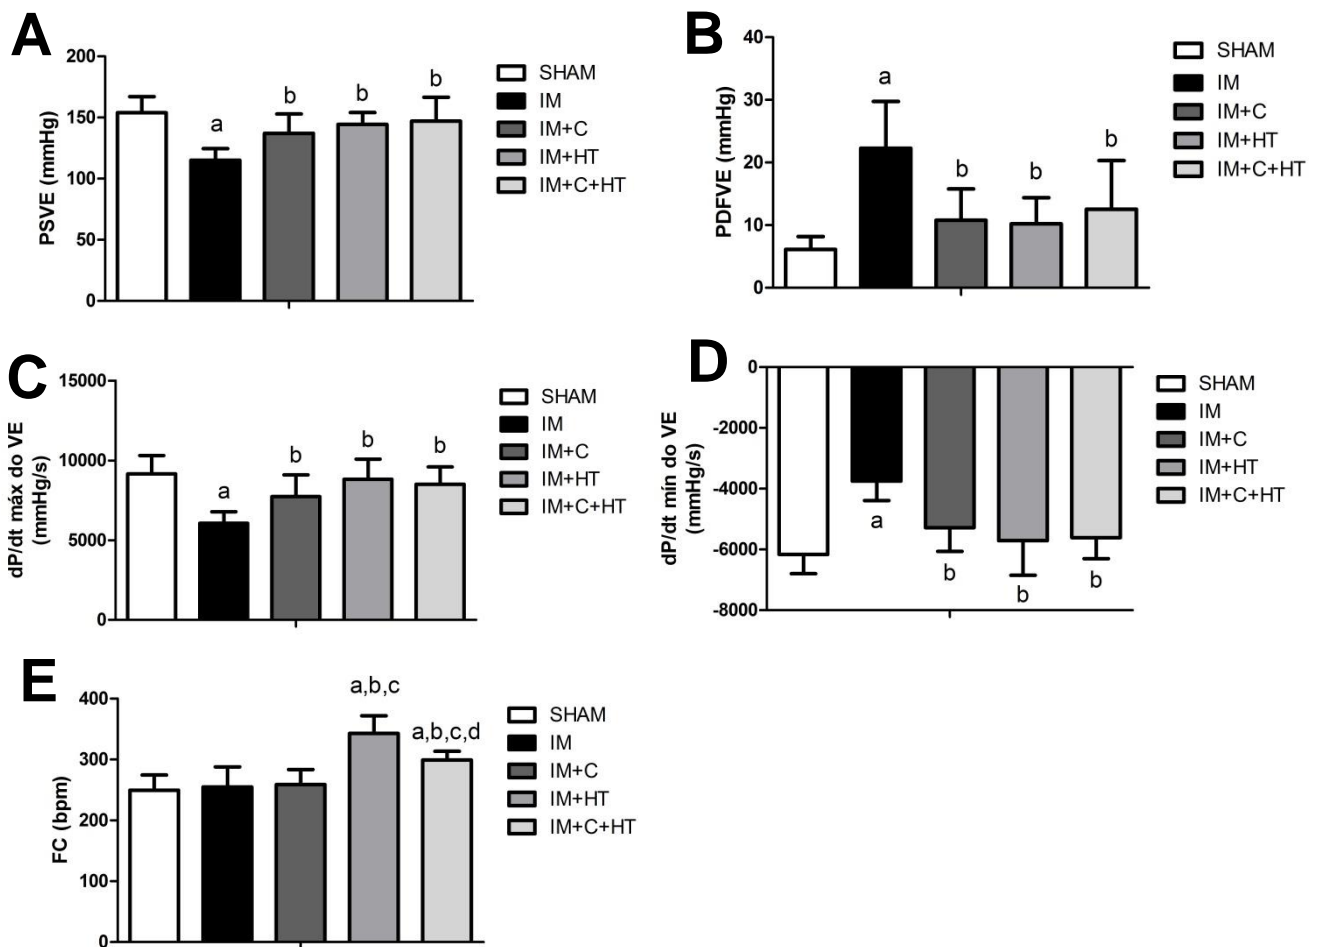 A
PSVE (mmHg)
200
150
100
50
0
a
b
b
b
SHAM
IM
IM+C
IM+HT
IM+C+HT
B
PDFVE (mmHg)
40
30
20
10
0
a
b
b
b
SHAM
IM
IM+C
IM+HT
IM+C+HT
C
dP/dt máx do VE
(mmHg/s)
15000
10000
5000
0
a
b
b
b
SHAM
IM
IM+C
IM+HT
IM+C+HT
D
dP/dt mín do VE
(mmHg/s)
0
-2000
-4000
-6000
-8000
a
b
b
b
SHAM
IM
IM+C
IM+HT
IM+C+HT
E
FC (bpm)
400
300
200
100
0
a,b,c
a,b,c,d
SHAM
IM
IM+C
IM+HT
IM+C+HT